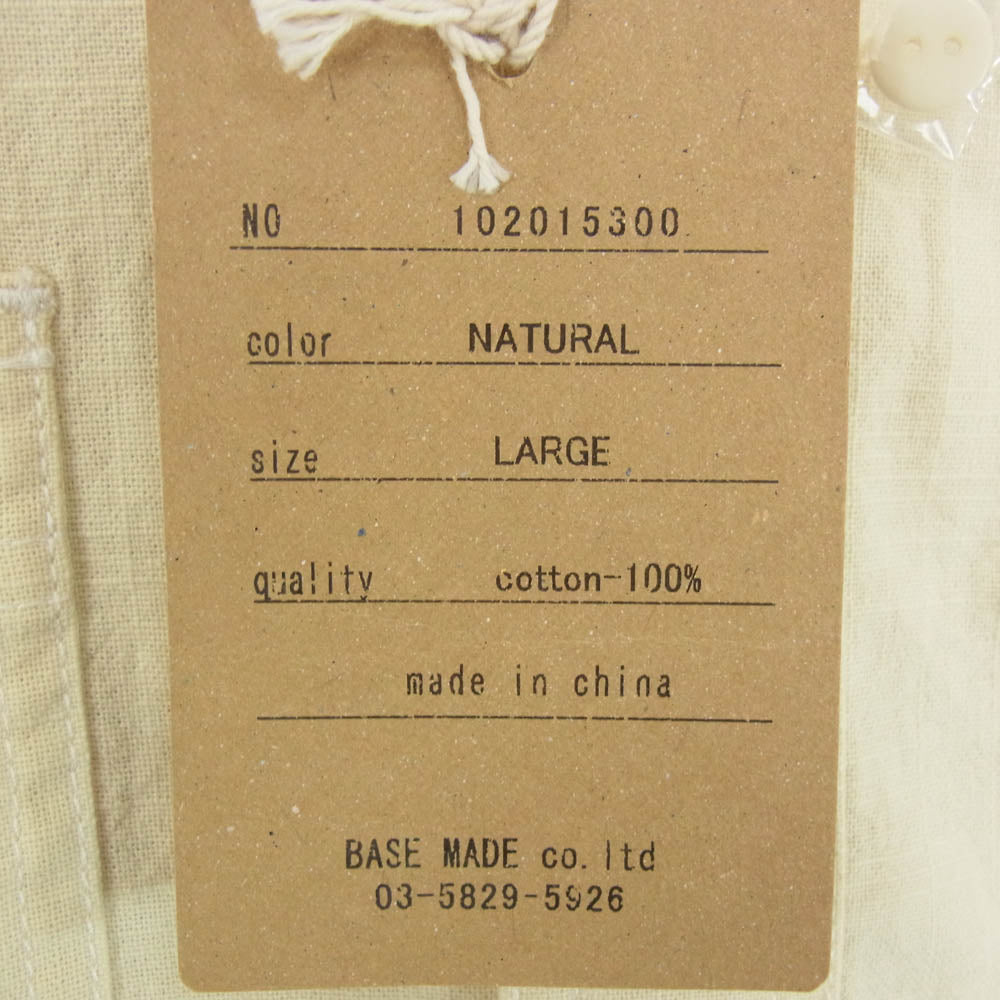 NO 102015300
color NATURAL
size LARGE
quality cotton-100%
made in china
BASE MADE co.ltd
03-5829-5926